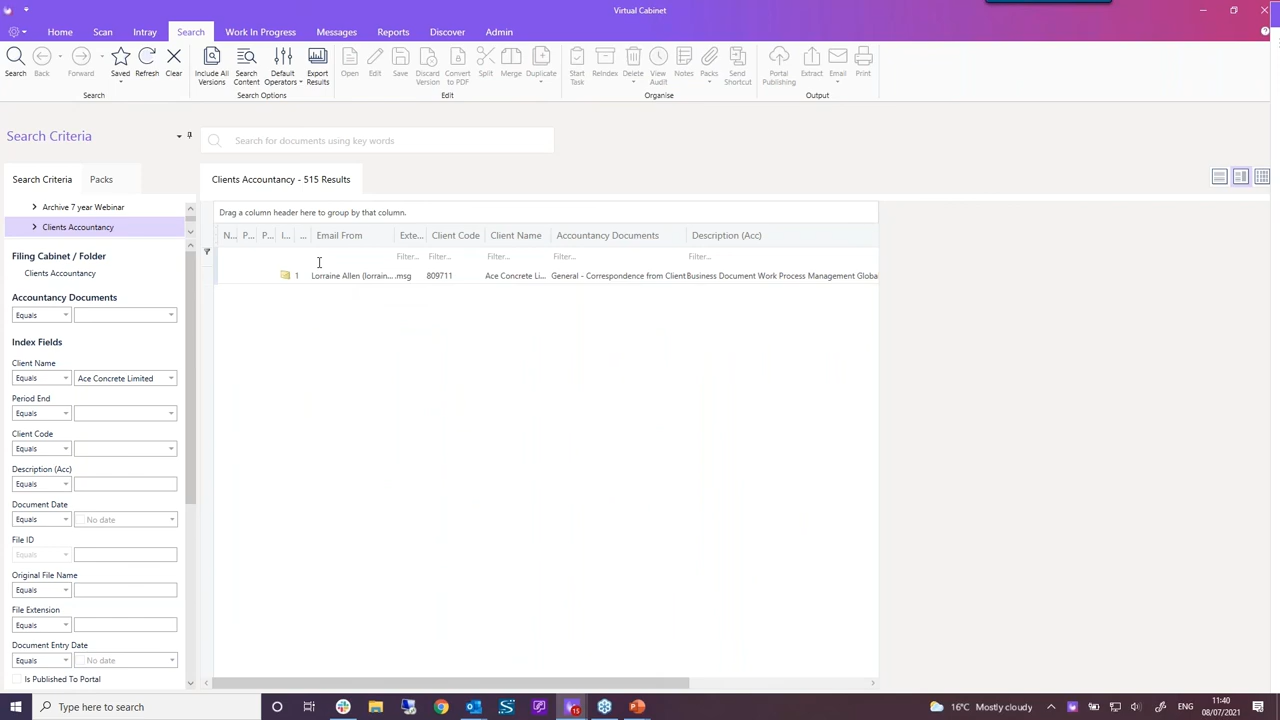 Virtual Cabinet
Home Scan Intray Search Work In Progress Messages Reports Discover Admin
Search Back Forward Saved Refresh Clear Include All Versions Search Content Default Operators Export Results Open Edit Save Discard Version Convert to PDF Split Merge Duplicate Start Task Reindex Delete View Audit Notes Packs Send Shortcut Portal Publishing Extract Email Print
Search Search Options Edit Organise Output
Search Criteria
Search for documents using key words
Search Criteria Packs
Clients Accountancy - 515 Results
Archive 7 year Webinar
Clients Accountancy
Drag a column header here to group by that column.
N... P... P... I... ... Email From Exte... Client Code Client Name Accountancy Documents Description (Acc)
Filter... Filter... Filter... Filter... Filter...
1 Lorraine Allen (lorrain... .msg 809711 Ace Concrete Li... General - Correspondence from Client Business Document Work Process Management Globa
Filing Cabinet / Folder
Clients Accountancy
Accountancy Documents
Equals
Index Fields
Client Name
Equals Ace Concrete Limited
Period End
Equals
Client Code
Equals
Description (Acc)
Equals
Document Date
Equals No date
File ID
Equals
Original File Name
Equals
File Extension
Equals
Document Entry Date
Equals No date
Is Published To Portal
Type here to search
15
16°C Mostly cloudy
ENG
11:40
08/07/2021